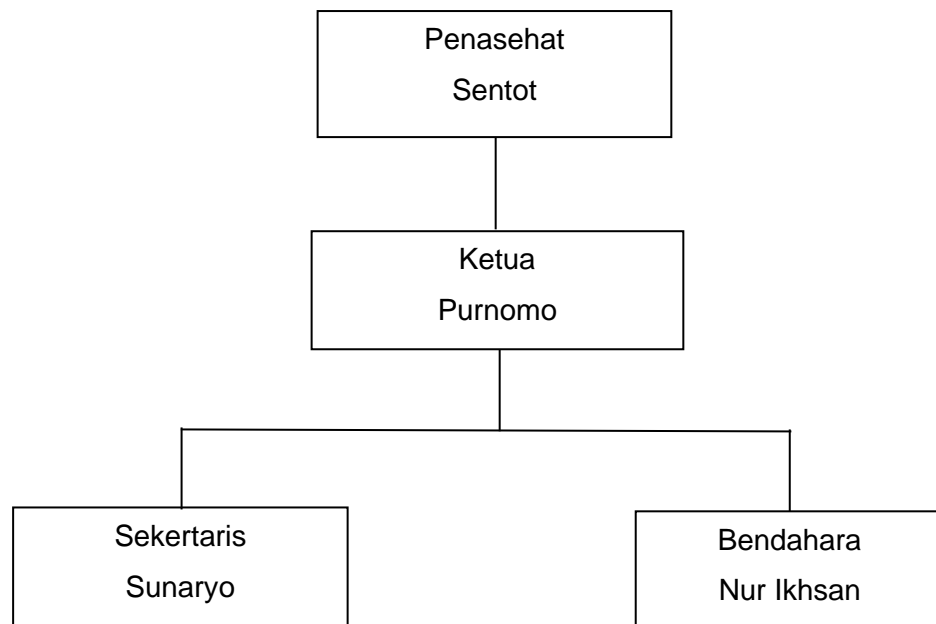 Penasehat
Sentot
Ketua
Purnomo
Sekertaris
Sunaryo
Bendahara
Nur Ikhsan